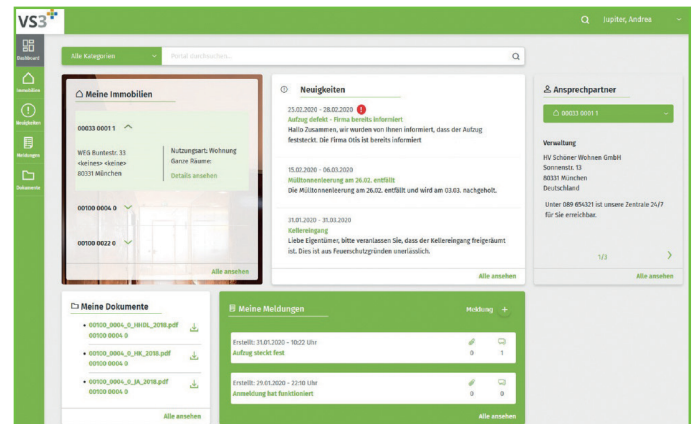 VS3
Jupiter, Andrea
Dashboard
Immobilien
Neuigkeiten
Meldungen
Dokumente
Alle Kategorien
Portal durchsuchen...
Meine Immobilien
00033 0001 1
WEG Buntestr. 33
<keines> <keine>
80331 München
Nutzungsart: Wohnung
Ganze Räume:
Details ansehen
00100 0004 0
00100 0022 0
Alle ansehen
Neuigkeiten
25.02.2020 - 28.02.2020
Aufzug defekt - Firma bereits informiert
Hallo Zusammen, wir wurden von Ihnen informiert, dass der Aufzug
feststeckt. Die Firma Otis ist bereits informiert
15.02.2020 - 06.03.2020
Mülltonnenleerung am 26.02. entfällt
Die Mülltonnenleerung am 26.02. entfällt und wird am 03.03. nachgeholt.
31.01.2020 - 31.03.2020
Kellereingang
Liebe Eigentümer, bitte veranlassen Sie, dass der Kellereingang freigeräumt
ist. Dies ist aus Feuerschutzgründen unerlässlich.
Alle ansehen
Ansprechpartner
00033 0001 1
Verwaltung
HV Schöner Wohnen GmbH
Sonnenstr. 13
80331 München
Deutschland
Unter 089 654321 ist unsere Zentrale 24/7
für Sie erreichbar.
1/3
Alle ansehen
Meine Dokumente
00100_0004_0_HHDL_2018.pdf
00100 0004 0
00100_0004_0_HK_2018.pdf
00100 0004 0
00100_0004_0_JA_2018.pdf
00100 0004 0
Alle ansehen
Meine Meldungen
Meldung +
Erstellt: 31.01.2020 - 10:22 Uhr
Aufzug steckt fest
0 1
Erstellt: 29.01.2020 - 22:10 Uhr
Anmeldung hat funktioniert
0 0
Alle ansehen